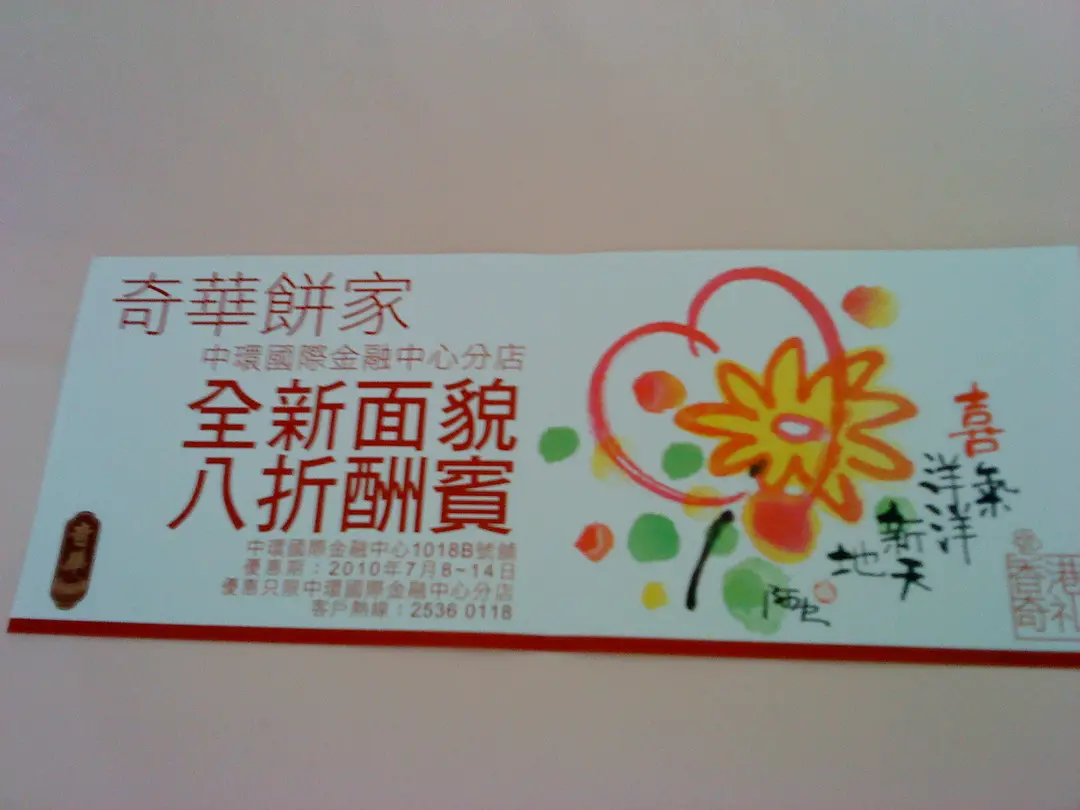 奇華餅家
中環國際金融中心分店
全新面貌
八折酬賓
中環國際金融中心1018B號舖
優惠期：2010年7月8~14日
優惠只限中環國際金融中心分店
客戶熱線：2536 0118
喜
氣
洋洋
新天
地
香港
奇礼